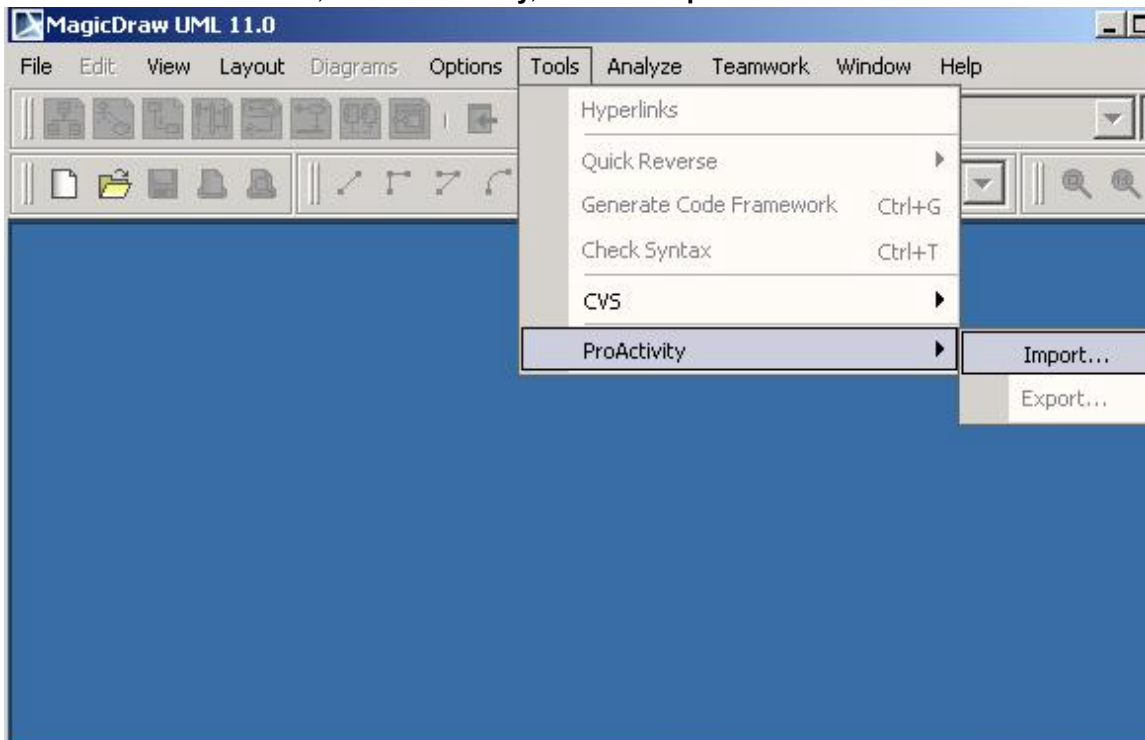 MagicDraw UML 11.0
File Edit View Layout Diagrams Options Tools Analyze Teamwork Window Help
Hyperlinks
Quick Reverse
Generate Code Framework Ctrl+G
Check Syntax Ctrl+T
CVS
ProActivity
Import...
Export...